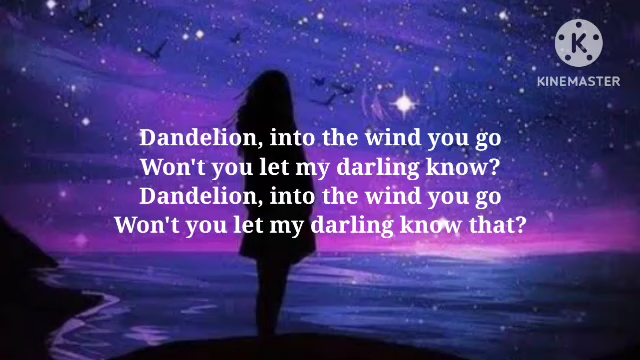 KINEMASTER
Dandelion, into the wind you go
Won't you let my darling know?
Dandelion, into the wind you go
Won't you let my darling know that?